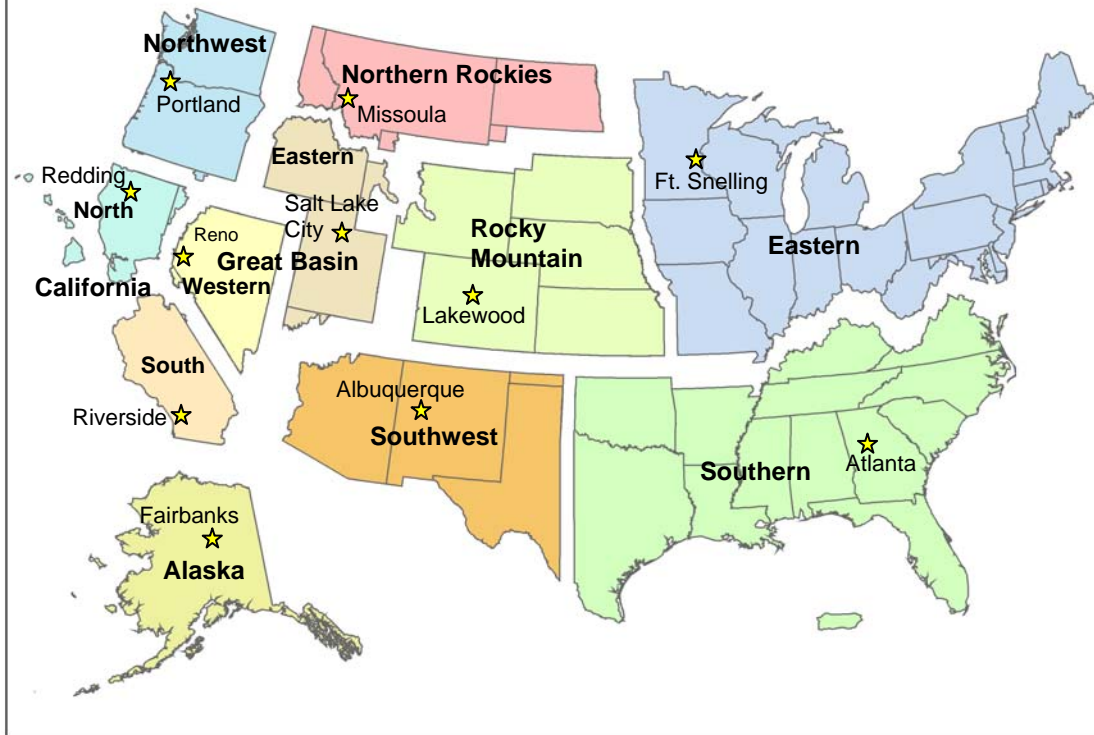 Northwest
Portland
Northern Rockies
Missoula
Eastern
Salt Lake
City
Redding
North
Reno
Great Basin
Western
California
Rocky
Mountain
Lakewood
Ft. Snelling
Eastern
South
Riverside
Albuquerque
Southwest
Southern
Atlanta
Fairbanks
Alaska